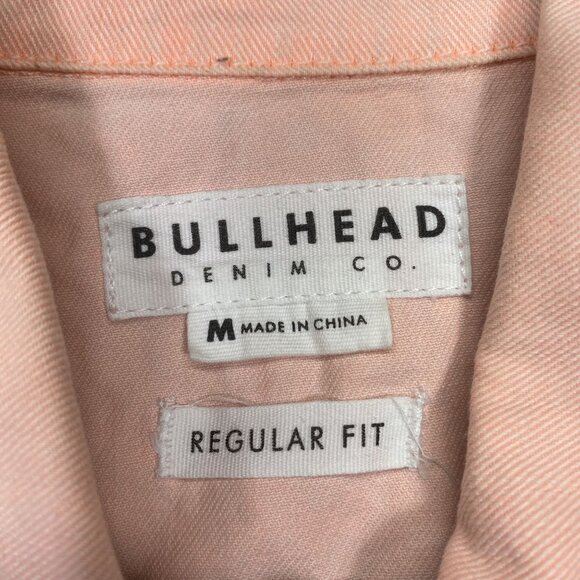 BULLHEAD
DENIM CO.
M MADE IN CHINA
REGULAR FIT